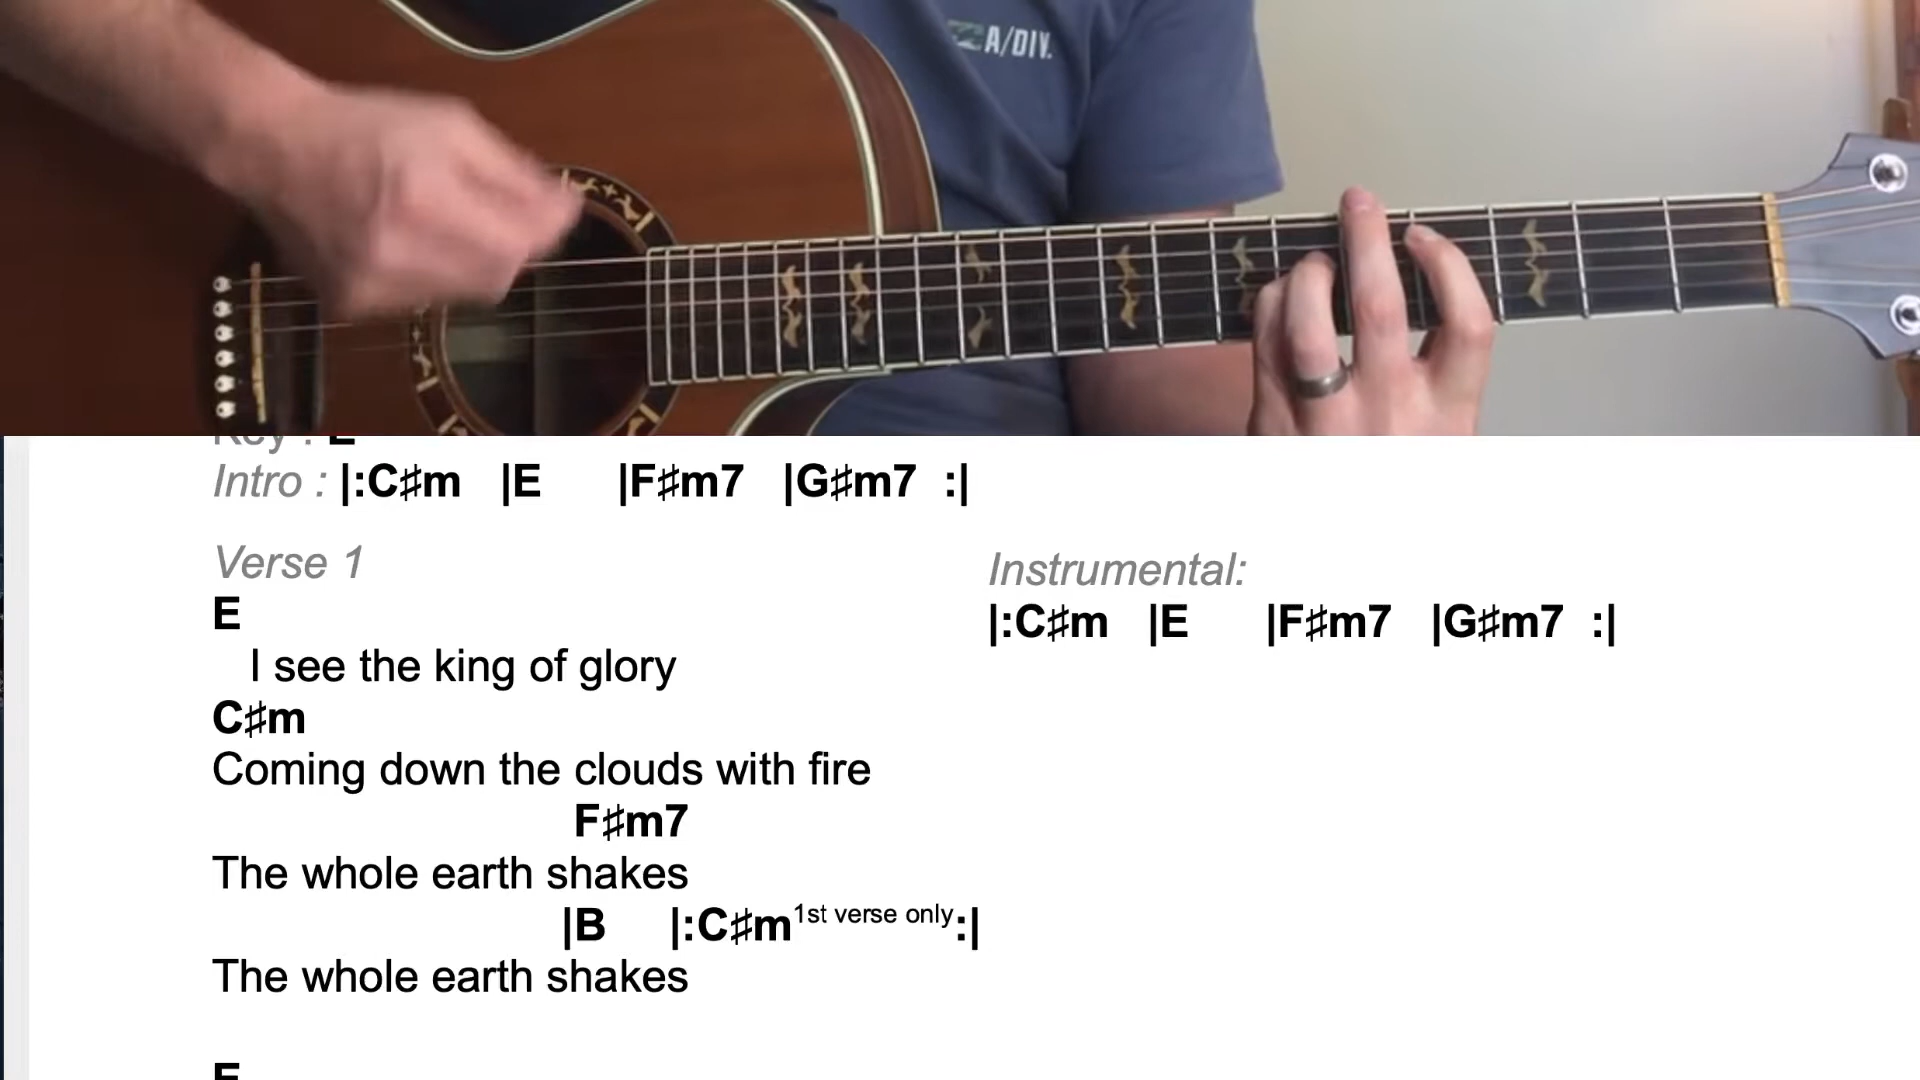 A/DIV.
Key : E
Intro : |:C♯m |E |F♯m7 |G♯m7 :|
Verse 1
E
I see the king of glory
C♯m
Coming down the clouds with fire
F♯m7
The whole earth shakes
|B |:C♯m1st verse only:|
The whole earth shakes
E
Instrumental:
|:C♯m |E |F♯m7 |G♯m7 :|